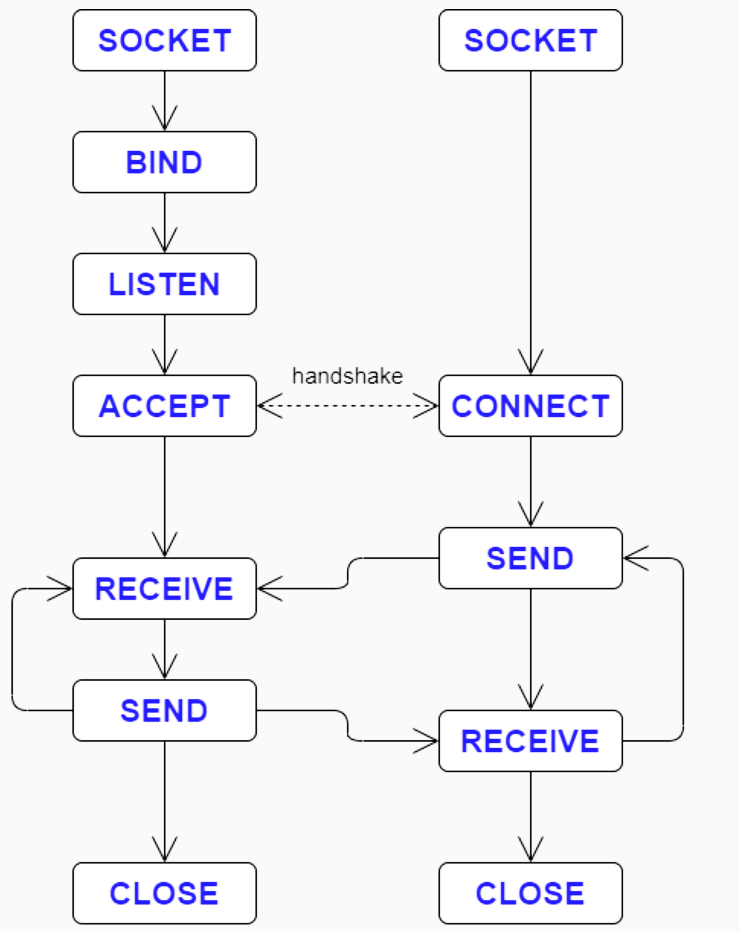 SOCKET
SOCKET
BIND
LISTEN
handshake
ACCEPT
CONNECT
SEND
RECEIVE
SEND
RECEIVE
CLOSE
CLOSE